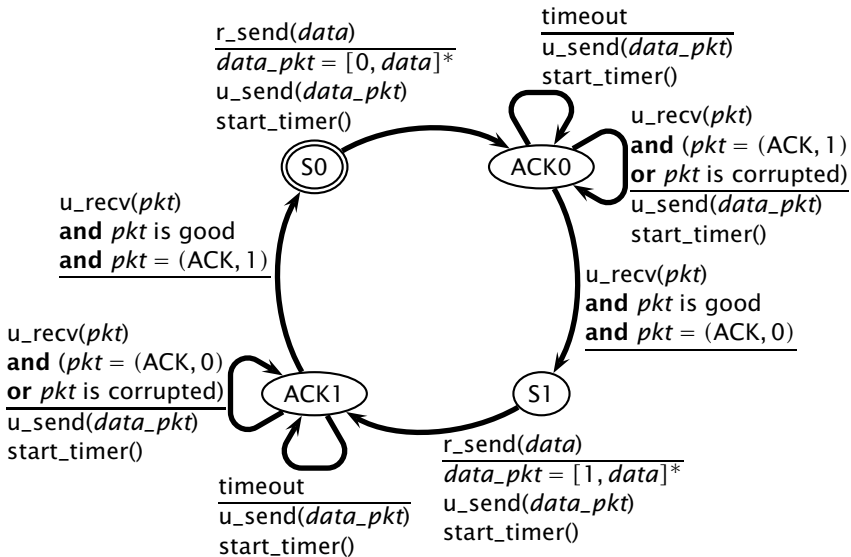 r_send(data)
data_pkt = [0, data]*
u_send(data_pkt)
start_timer()
timeout
u_send(data_pkt)
start_timer()
S0
ACK0
u_recv(pkt)
and (pkt = (ACK, 1)
or pkt is corrupted)
u_send(data_pkt)
start_timer()
u_recv(pkt)
and pkt is good
and pkt = (ACK, 1)
u_recv(pkt)
and pkt is good
and pkt = (ACK, 0)
u_recv(pkt)
and (pkt = (ACK, 0)
or pkt is corrupted)
u_send(data_pkt)
start_timer()
ACK1
S1
timeout
u_send(data_pkt)
start_timer()
r_send(data)
data_pkt = [1, data]*
u_send(data_pkt)
start_timer()